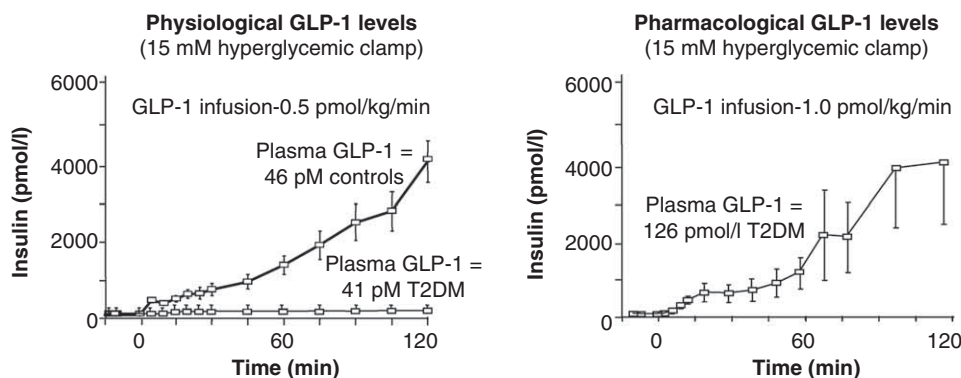 Physiological GLP-1 levels
(15 mM hyperglycemic clamp)
6000
4000
2000
0
Insulin (pmol/l)
GLP-1 infusion-0.5 pmol/kg/min
Plasma GLP-1 =
46 pM controls
Plasma GLP-1 =
41 pM T2DM
0
60
120
Time (min)
Pharmacological GLP-1 levels
(15 mM hyperglycemic clamp)
6000
4000
2000
0
Insulin (pmol/l)
GLP-1 infusion-1.0 pmol/kg/min
Plasma GLP-1 =
126 pmol/l T2DM
0
60
120
Time (min)